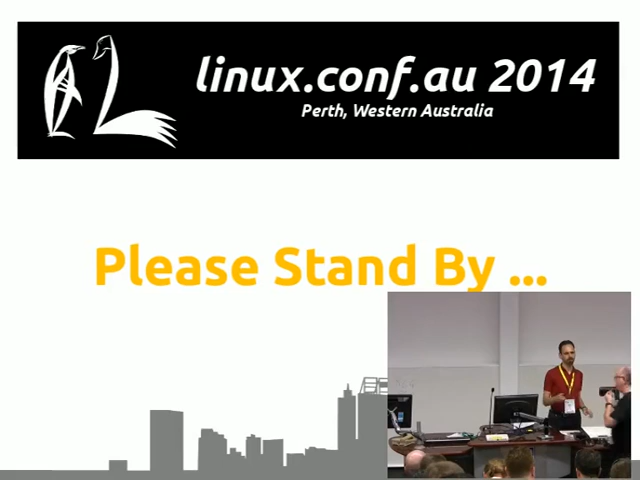 linux.conf.au 2014
Perth, Western Australia
Please Stand By ...